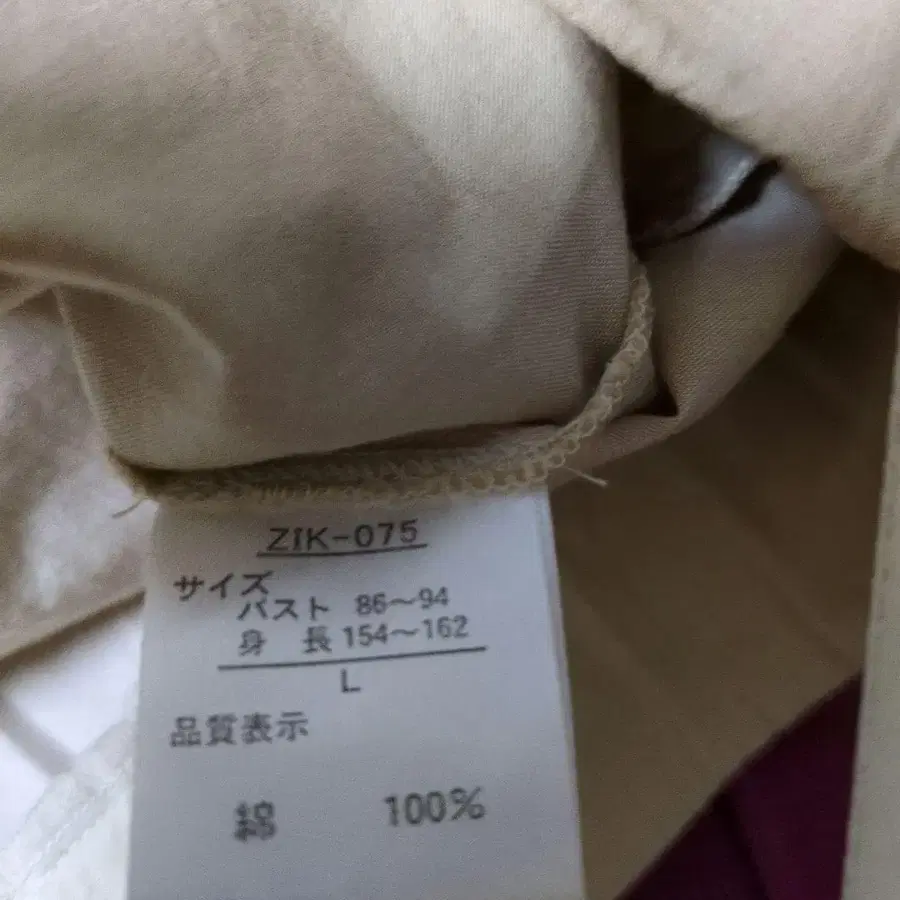 ZIK-075
サイズ
バスト 86～94
身 長 154～162
L
品質表示
綿 100%